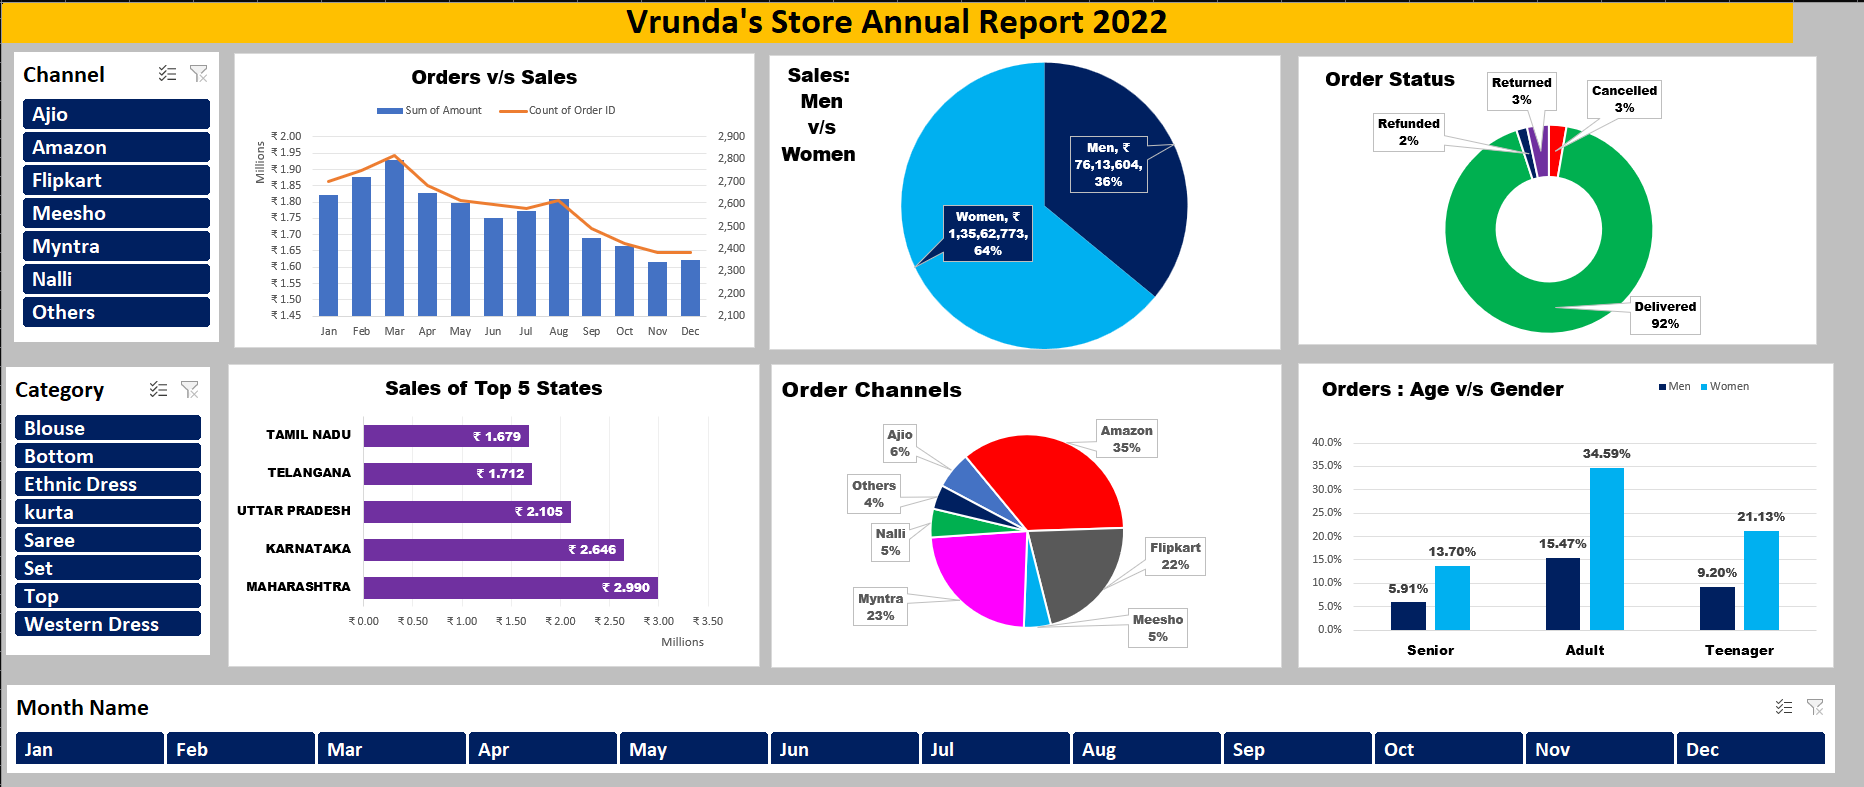 Vrunda's Store Annual Report 2022
Channel
Ajio
Amazon
Flipkart
Meesho
Myntra
Nalli
Others
Orders v/s Sales
Sum of Amount
Count of Order ID
Millions
₹ 2.00
₹ 1.95
₹ 1.90
₹ 1.85
₹ 1.80
₹ 1.75
₹ 1.70
₹ 1.65
₹ 1.60
₹ 1.55
₹ 1.50
₹ 1.45
2,900
2,800
2,700
2,600
2,500
2,400
2,300
2,200
2,100
Jan Feb Mar Apr May Jun Jul Aug Sep Oct Nov Dec
Sales:
Men
v/s
Women
Men, ₹
76,13,604,
36%
Women, ₹
1,35,62,773,
64%
Order Status
Returned
3%
Cancelled
3%
Refunded
2%
Delivered
92%
Category
Blouse
Bottom
Ethnic Dress
kurta
Saree
Set
Top
Western Dress
Sales of Top 5 States
TAMIL NADU ₹ 1.679
TELANGANA ₹ 1.712
UTTAR PRADESH ₹ 2.105
KARNATAKA ₹ 2.646
MAHARASHTRA ₹ 2.990
₹ 0.00 ₹ 0.50 ₹ 1.00 ₹ 1.50 ₹ 2.00 ₹ 2.50 ₹ 3.00 ₹ 3.50
Millions
Order Channels
Ajio
6%
Amazon
35%
Others
4%
Nalli
5%
Flipkart
22%
Myntra
23%
Meesho
5%
Orders : Age v/s Gender
Men
Women
40.0%
35.0%
30.0%
25.0%
20.0%
15.0%
10.0%
5.0%
0.0%
5.91%
13.70%
15.47%
34.59%
9.20%
21.13%
Senior Adult Teenager
Month Name
Jan Feb Mar Apr May Jun Jul Aug Sep Oct Nov Dec